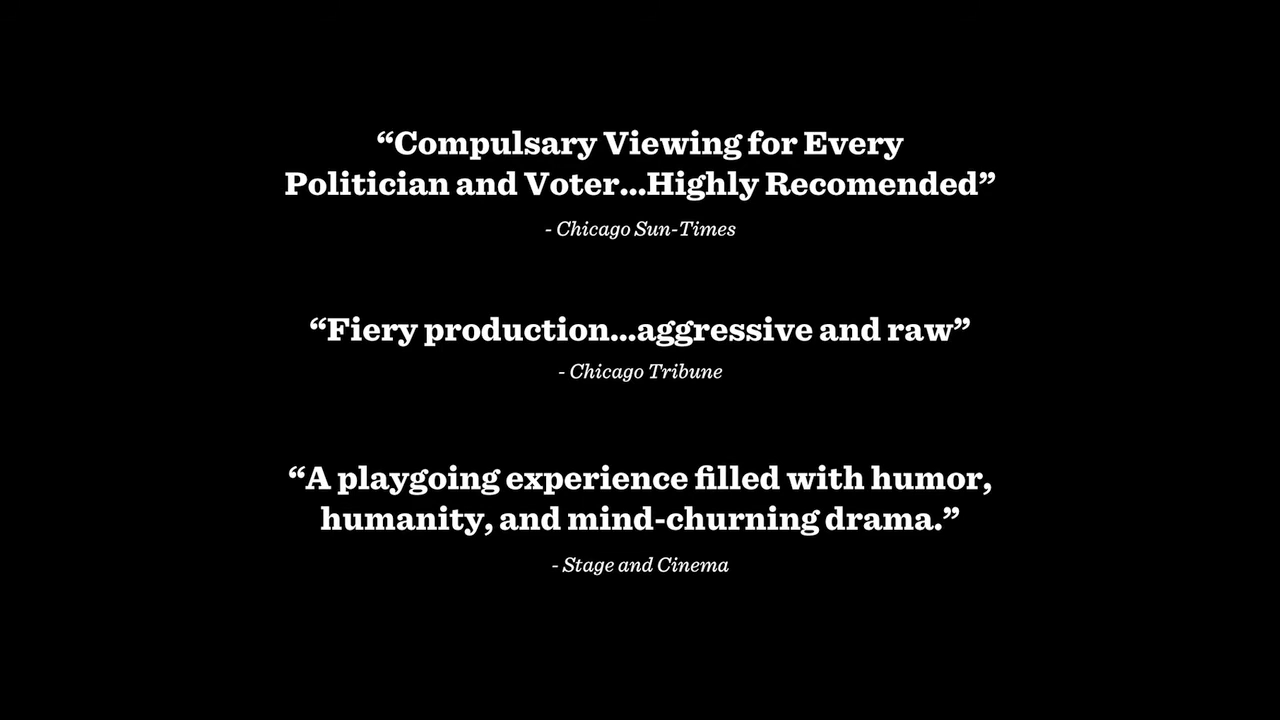 “Compulsary Viewing for Every
Politician and Voter...Highly Recomended”
- Chicago Sun-Times
“Fiery production...aggressive and raw”
- Chicago Tribune
“A playgoing experience filled with humor,
humanity, and mind-churning drama.”
- Stage and Cinema